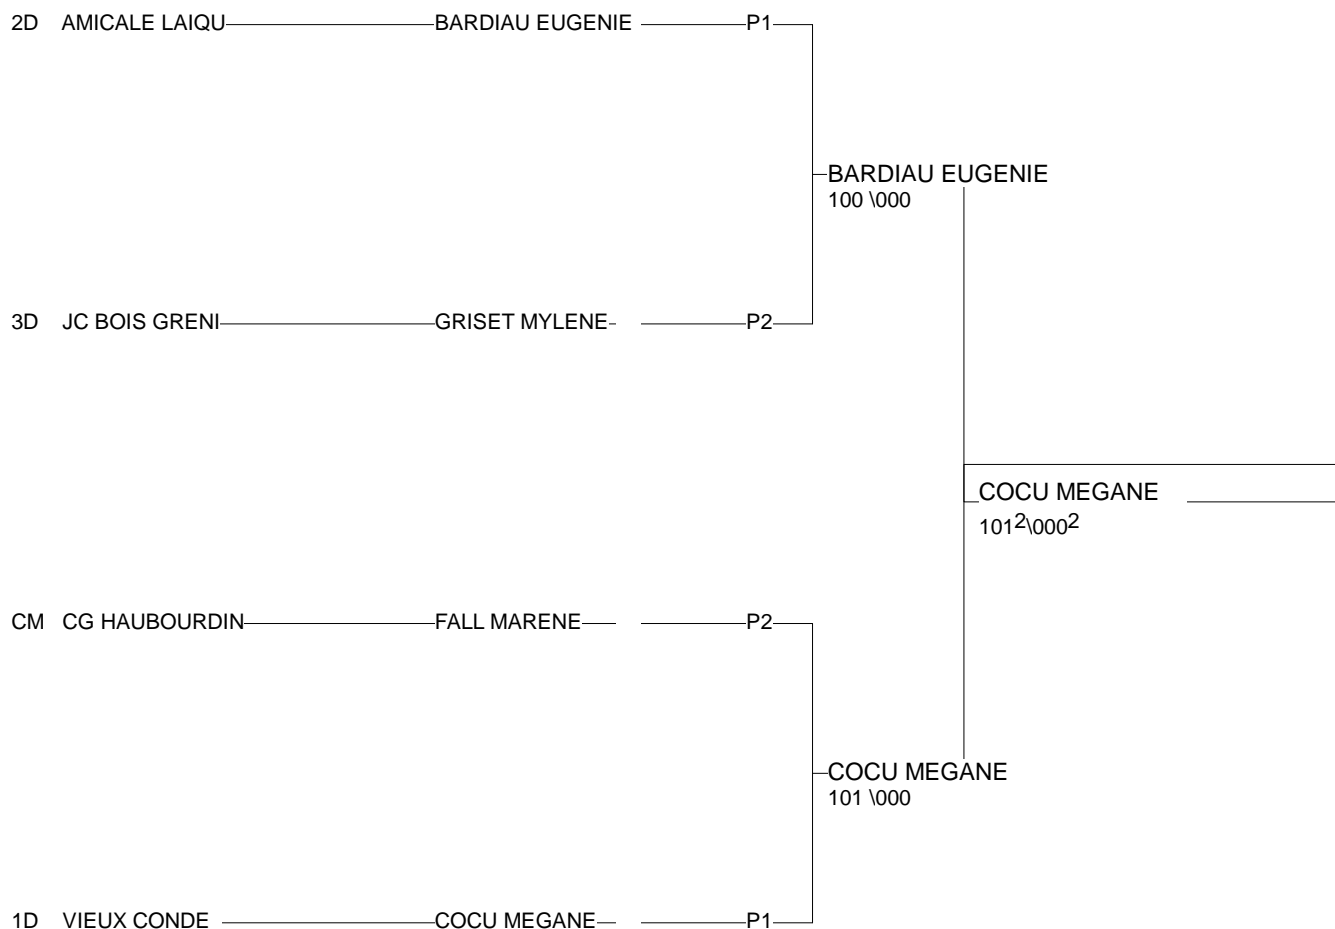 2D AMICALE LAIQU BARDIAU EUGENIE P1
BARDIAU EUGENIE
100 \000
3D JC BOIS GRENI GRISET MYLENE P2
COCU MEGANE
101²\000²
CM CG HAUBOURDIN FALL MARENE P2
COCU MEGANE
101 \000
1D VIEUX CONDE COCU MEGANE P1